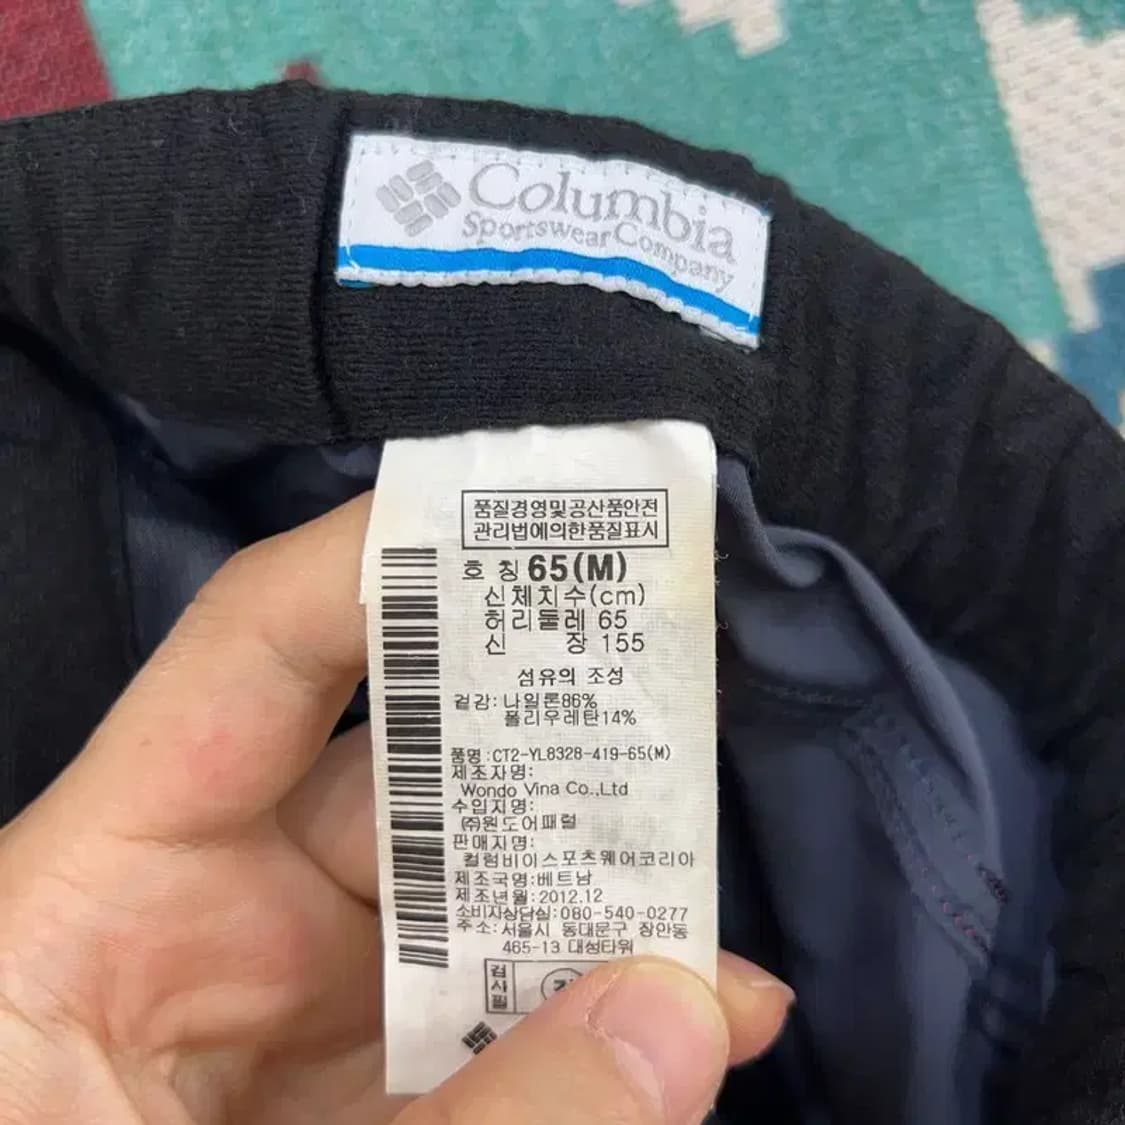 Columbia
Sportswear Company
품질경영및공산품안전
관리법에의한품질표시
호 칭 65(M)
신체치수(cm)
허리둘레 65
신 장 155
섬유의 조성
겉감: 나일론86%
폴리우레탄14%
품명:CT2-YL8328-419-65(M)
제조자명:
Wondo Vina Co.,Ltd
수입자명:
(주)원도어패럴
판매자명:
컬럼비아스포츠웨어코리아
제조국명:베트남
제조년월:2012.12
소비자상담실:080-540-0277
주소:서울시 동대문구 장안동
465-13 대성타워
검사필